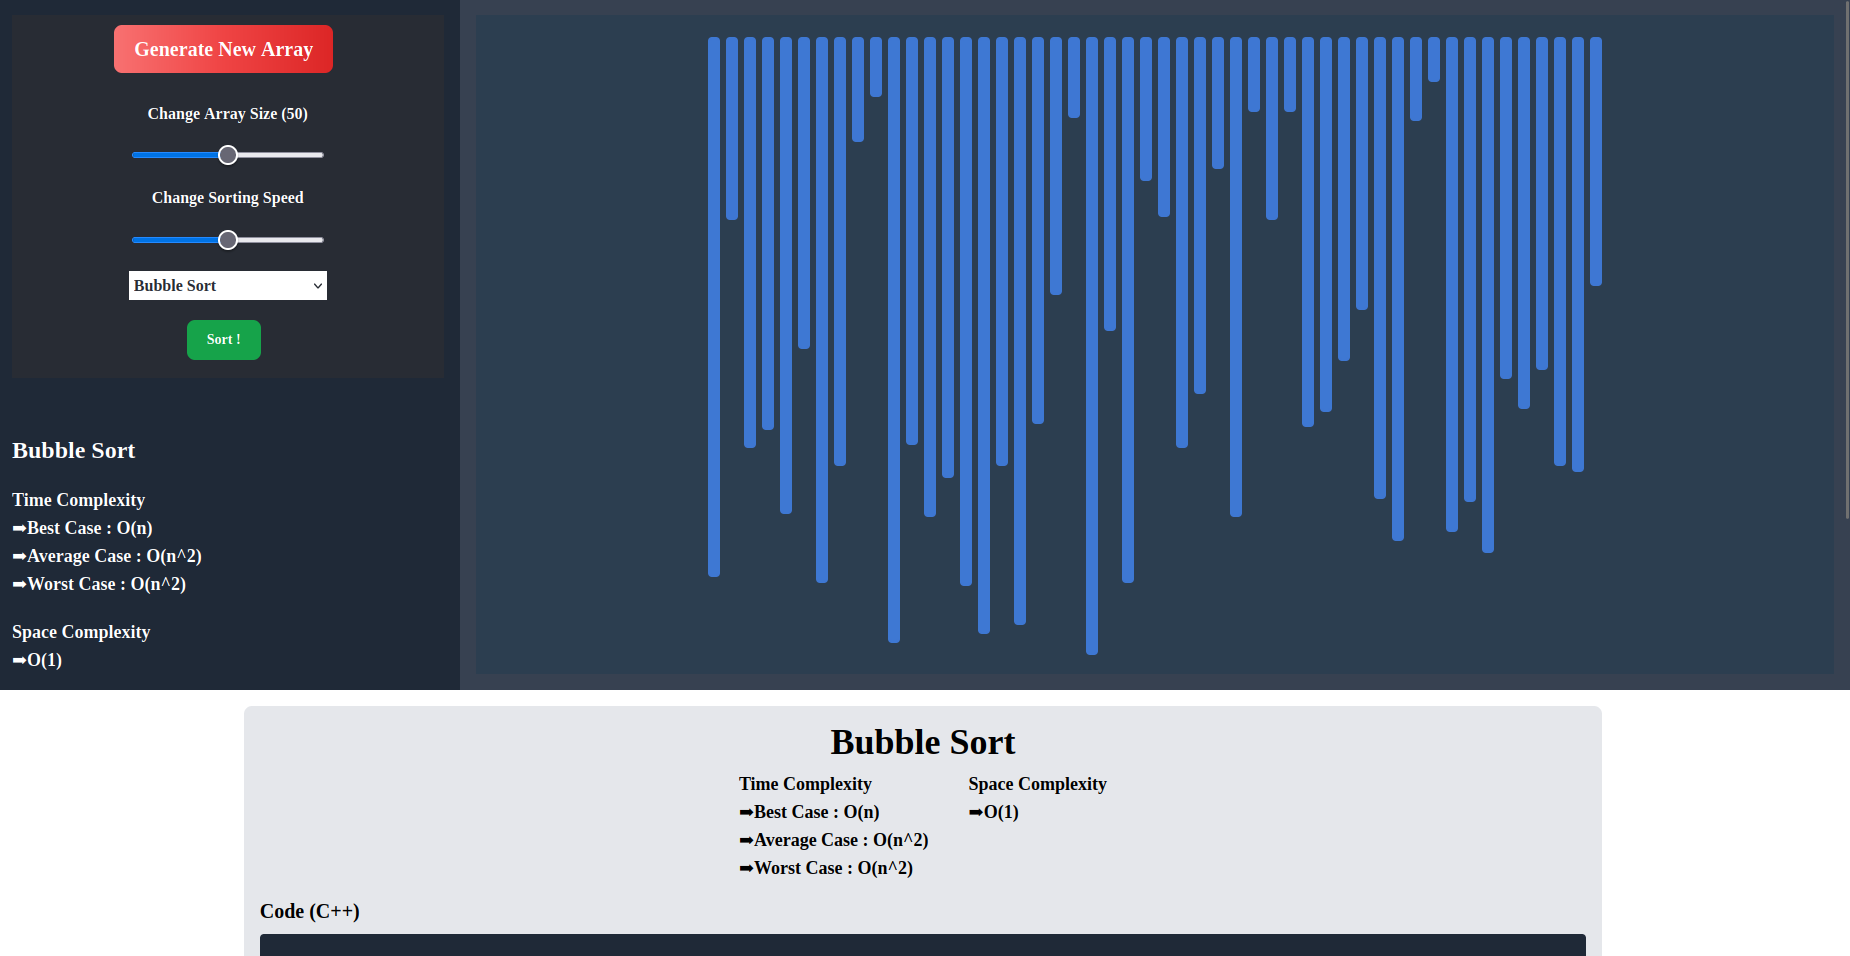 Generate New Array
Change Array Size (50)
Change Sorting Speed
Bubble Sort
Sort !
Bubble Sort
Time Complexity
➡Best Case : O(n)
➡Average Case : O(n^2)
➡Worst Case : O(n^2)
Space Complexity
➡O(1)
Bubble Sort
Time Complexity
➡Best Case : O(n)
➡Average Case : O(n^2)
➡Worst Case : O(n^2)
Space Complexity
➡O(1)
Code (C++)